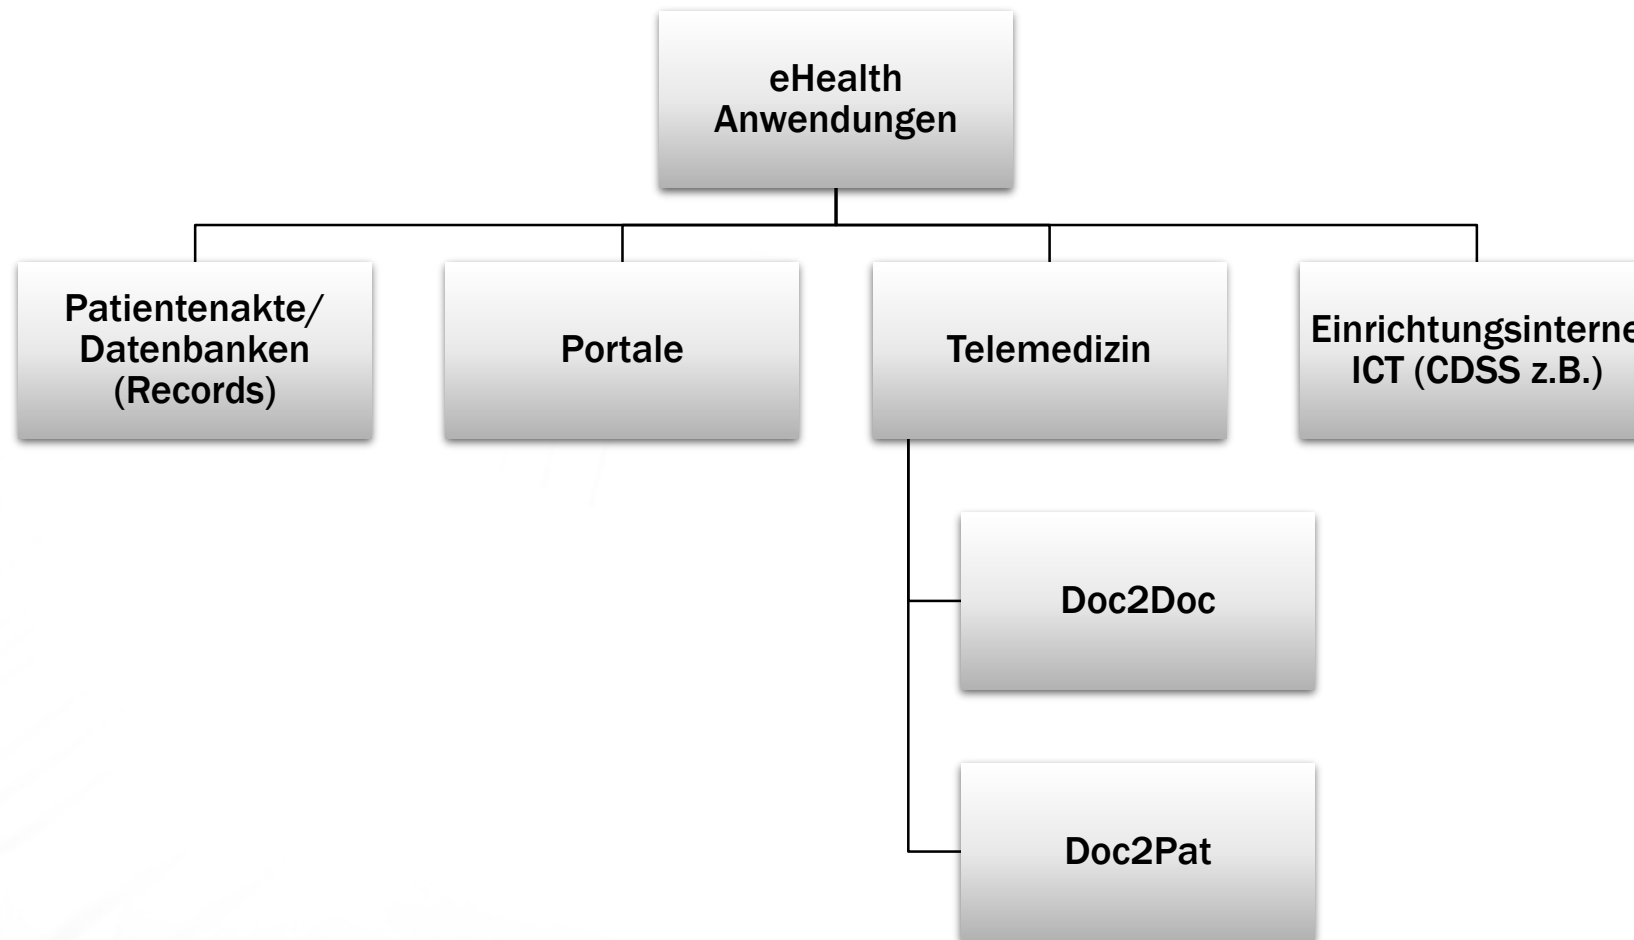 eHealth
Anwendungen
Patientenakte/
Datenbanken
(Records)
Portale
Telemedizin
Einrichtungsinterne
ICT (CDSS z.B.)
Doc2Doc
Doc2Pat